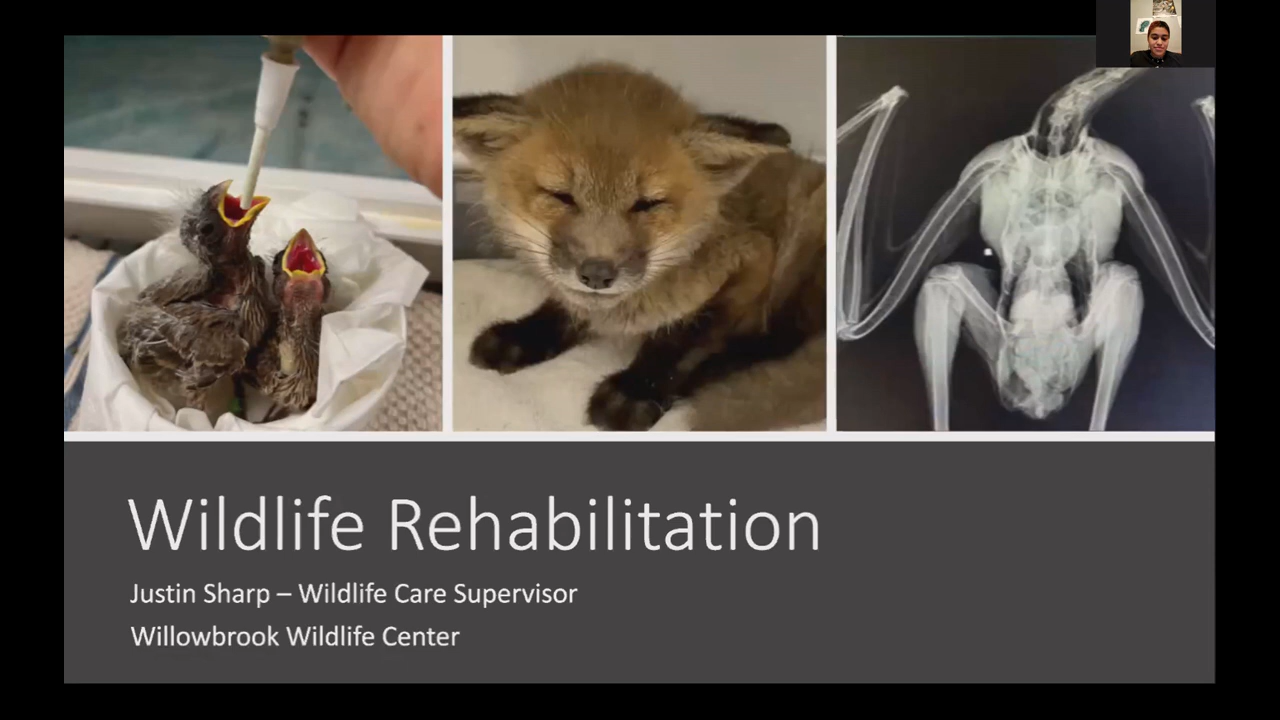 Wildlife Rehabilitation
Justin Sharp – Wildlife Care Supervisor
Willowbrook Wildlife Center